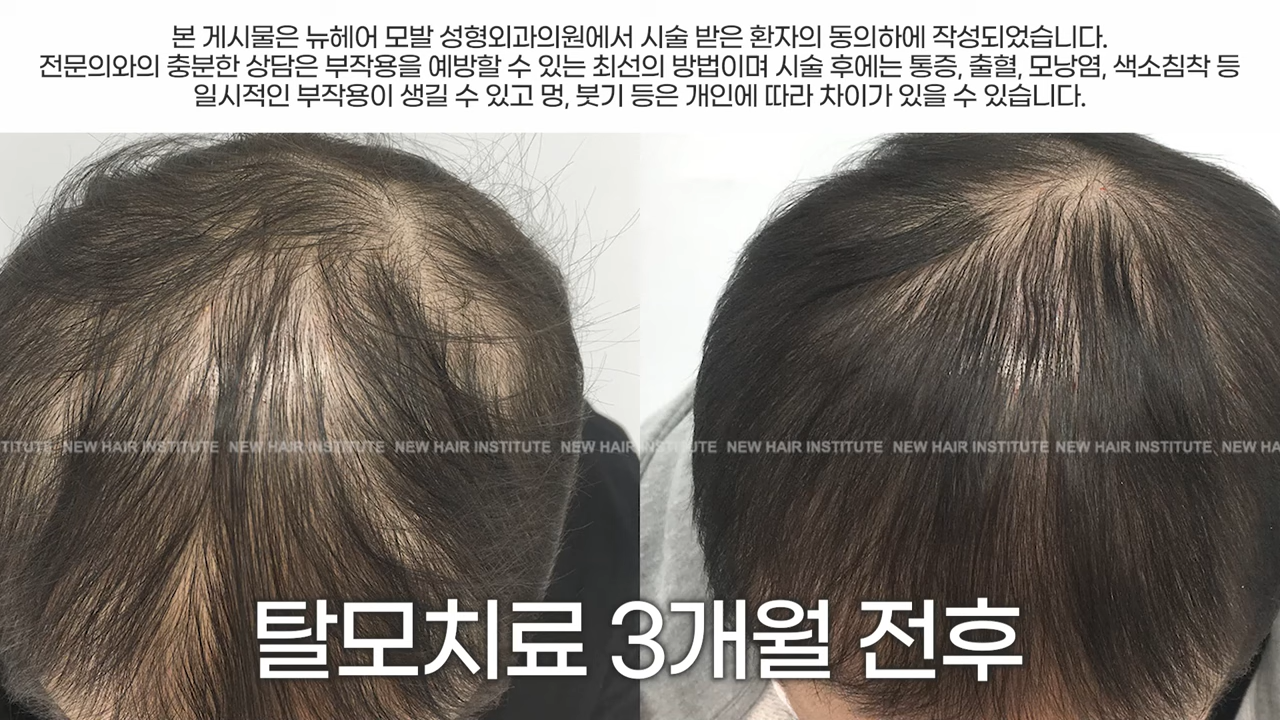 본 게시물은 뉴헤어 모발 성형외과의원에서 시술 받은 환자의 동의하에 작성되었습니다.
전문의와의 충분한 상담은 부작용을 예방할 수 있는 최선의 방법이며 시술 후에는 통증, 출혈, 모낭염, 색소침착 등
일시적인 부작용이 생길 수 있고 멍, 붓기 등은 개인에 따라 차이가 있을 수 있습니다.
TITUTE NEW HAIR INSTITUTE NEW HAIR INSTITUTE NEW HAIR INSTITUTE NEW HAIR INSTITUTE NEW HAIR INSTITUTE NEW HAIR INSTITUTE NEW HA
탈모치료 3개월 전후